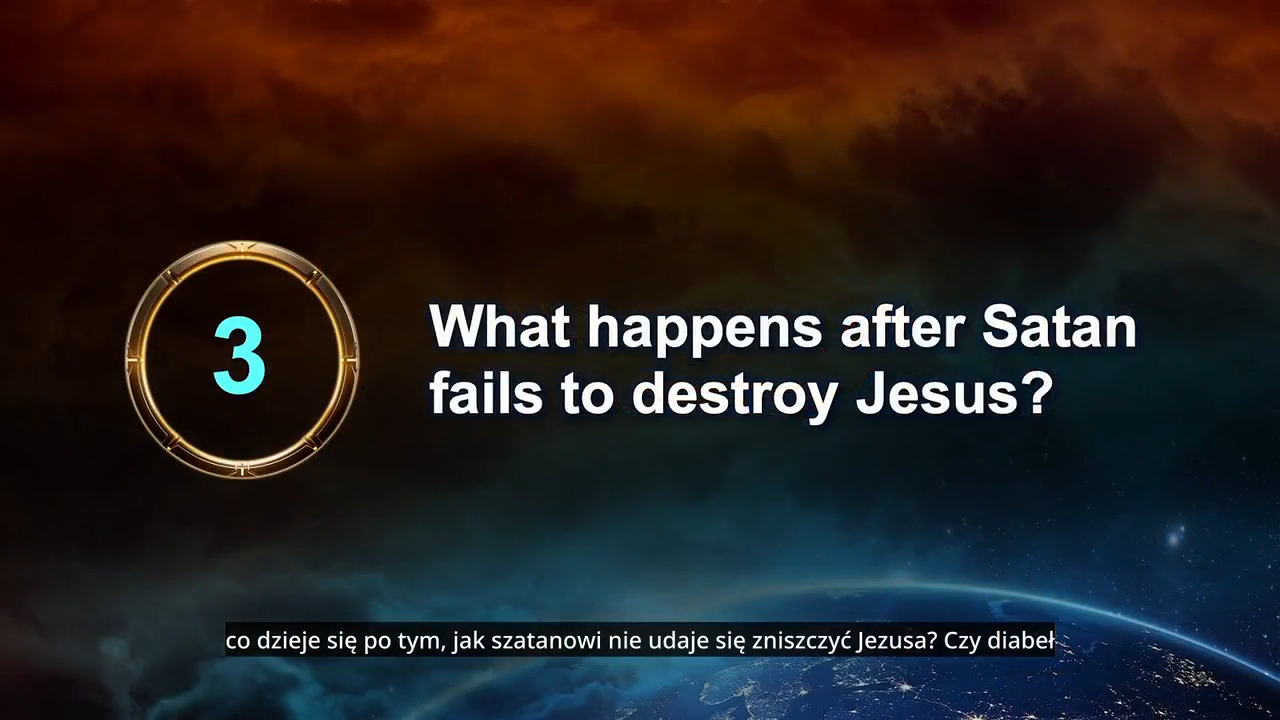 3
What happens after Satan
fails to destroy Jesus?
co dzieje się po tym, jak szatanowi nie udaje się zniszczyć Jezusa? Czy diabeł